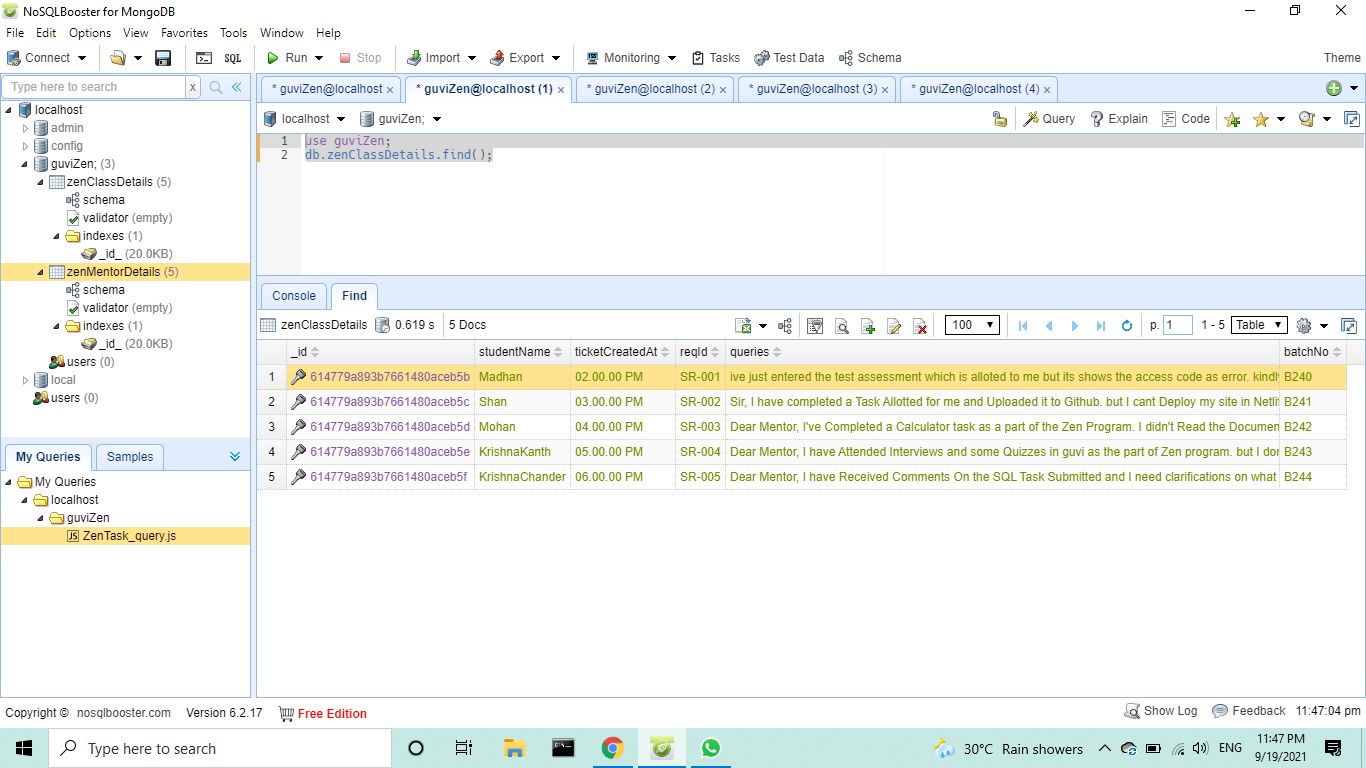 NoSQLBooster for MongoDB
File Edit Options View Favorites Tools Window Help
Connect SQL Run Stop Import Export Monitoring Tasks Test Data Schema Theme
Type here to search x
* guviZen@localhost × * guviZen@localhost (1) × * guviZen@localhost (2) × * guviZen@localhost (3) × * guviZen@localhost (4) ×
localhost guviZen; Query Explain Code
1 use guviZen;
2 db.zenClassDetails.find();
localhost
admin
config
guviZen; (3)
zenClassDetails (5)
schema
validator (empty)
indexes (1)
_id_ (20.0KB)
zenMentorDetails (5)
schema
validator (empty)
indexes (1)
_id_ (20.0KB)
users (0)
local
users (0)
My Queries Samples
My Queries
localhost
guviZen
JS ZenTask_query.js
Console Find
zenClassDetails 0.619 s 5 Docs 100 p. 1 1 - 5 Table
_id studentName ticketCreatedAt reqId queries batchNo
1 614779a893b7661480aceb5b Madhan 02.00.00 PM SR-001 ive just entered the test assessment which is alloted to me but its shows the access code as error. kindl B240
2 614779a893b7661480aceb5c Shan 03.00.00 PM SR-002 Sir, I have completed a Task Allotted for me and Uploaded it to Github. but I cant Deploy my site in Netli B241
3 614779a893b7661480aceb5d Mohan 04.00.00 PM SR-003 Dear Mentor, I've Completed a Calculator task as a part of the Zen Program. I didn't Read the Documen B242
4 614779a893b7661480aceb5e KrishnaKanth 05.00.00 PM SR-004 Dear Mentor, I have Attended Interviews and some Quizzes in guvi as the part of Zen program. but I don B243
5 614779a893b7661480aceb5f KrishnaChander 06.00.00 PM SR-005 Dear Mentor, I have Received Comments On the SQL Task Submitted and I need clarifications on what B244
Copyright © nosqlbooster.com Version 6.2.17 Free Edition Show Log Feedback 11:47:04 pm
Type here to search 30°C Rain showers ENG 11:47 PM
9/19/2021